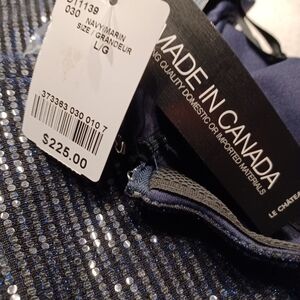 511139
030
NAVY/MARIN
SIZE / GRANDEUR
L/G
373363 030 010 7
$225.00
MADE IN CANADA
QUALITY DOMESTIC OR IMPORTED MATERIALS
LE CHÂTEAU